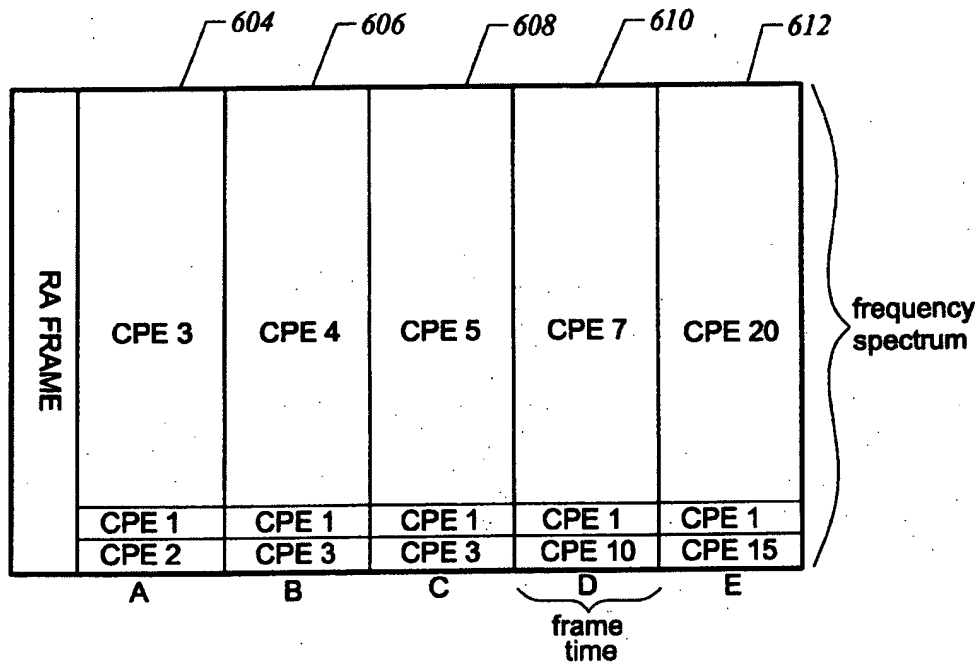 604 606 608 610 612
RA FRAME
CPE 3 CPE 4 CPE 5 CPE 7 CPE 20
frequency
spectrum
CPE 1 CPE 1 CPE 1 CPE 1 CPE 1
CPE 2 CPE 3 CPE 3 CPE 10 CPE 15
A B C D E
frame
time